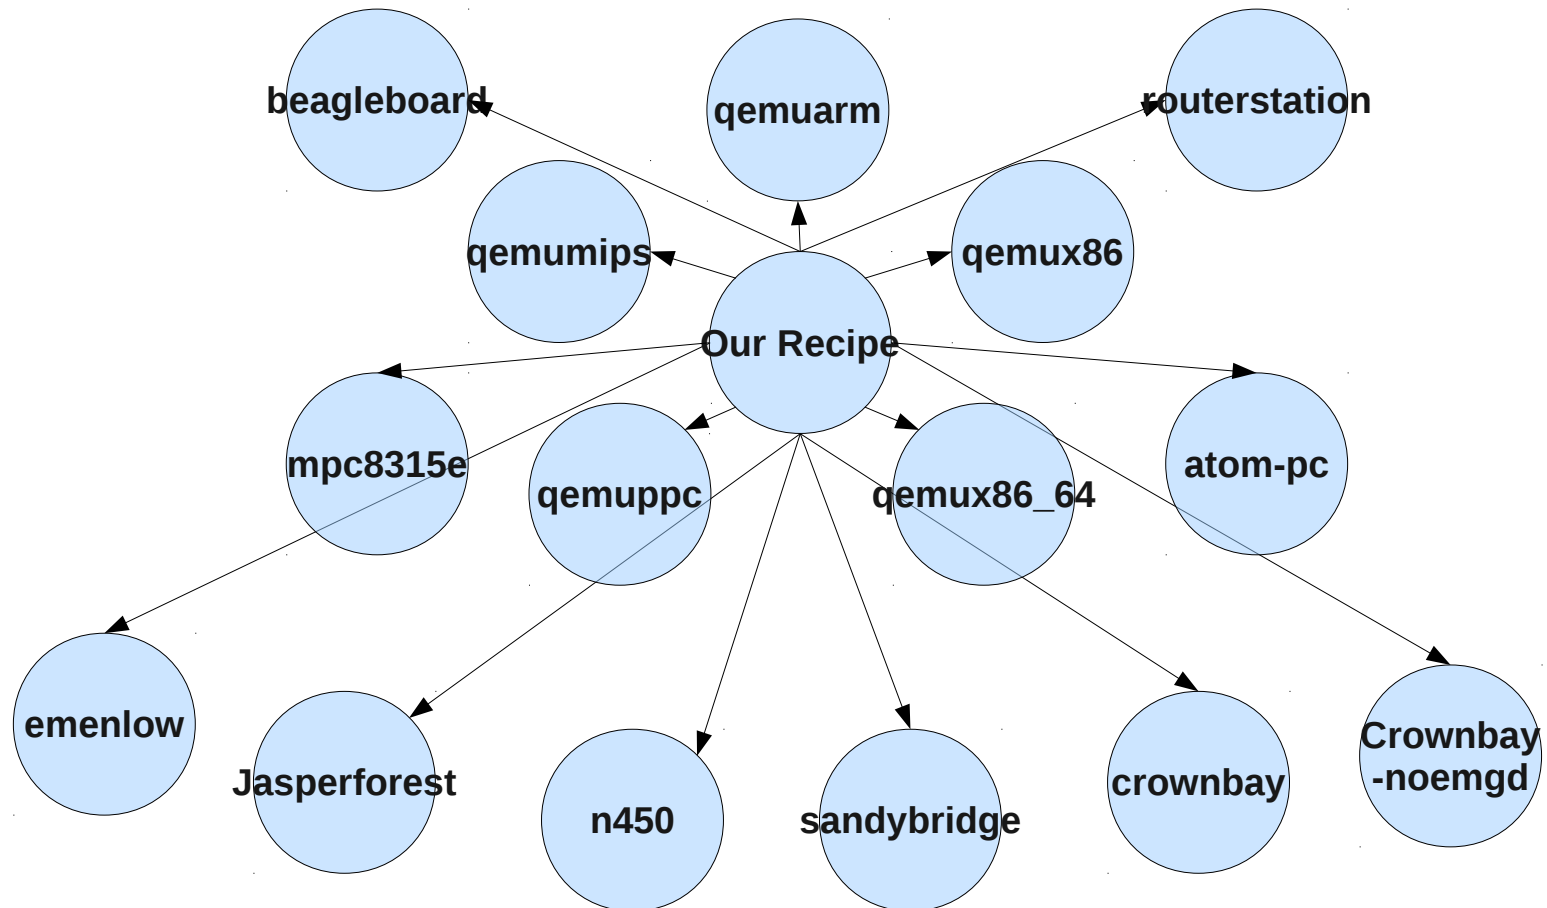 beagleboard
qemuarm
routerstation
qemumips
qemux86
Our Recipe
mpc8315e
qemuppc
qemux86_64
atom-pc
emenlow
Jasperforest
n450
sandybridge
crownbay
Crownbay
-noemgd